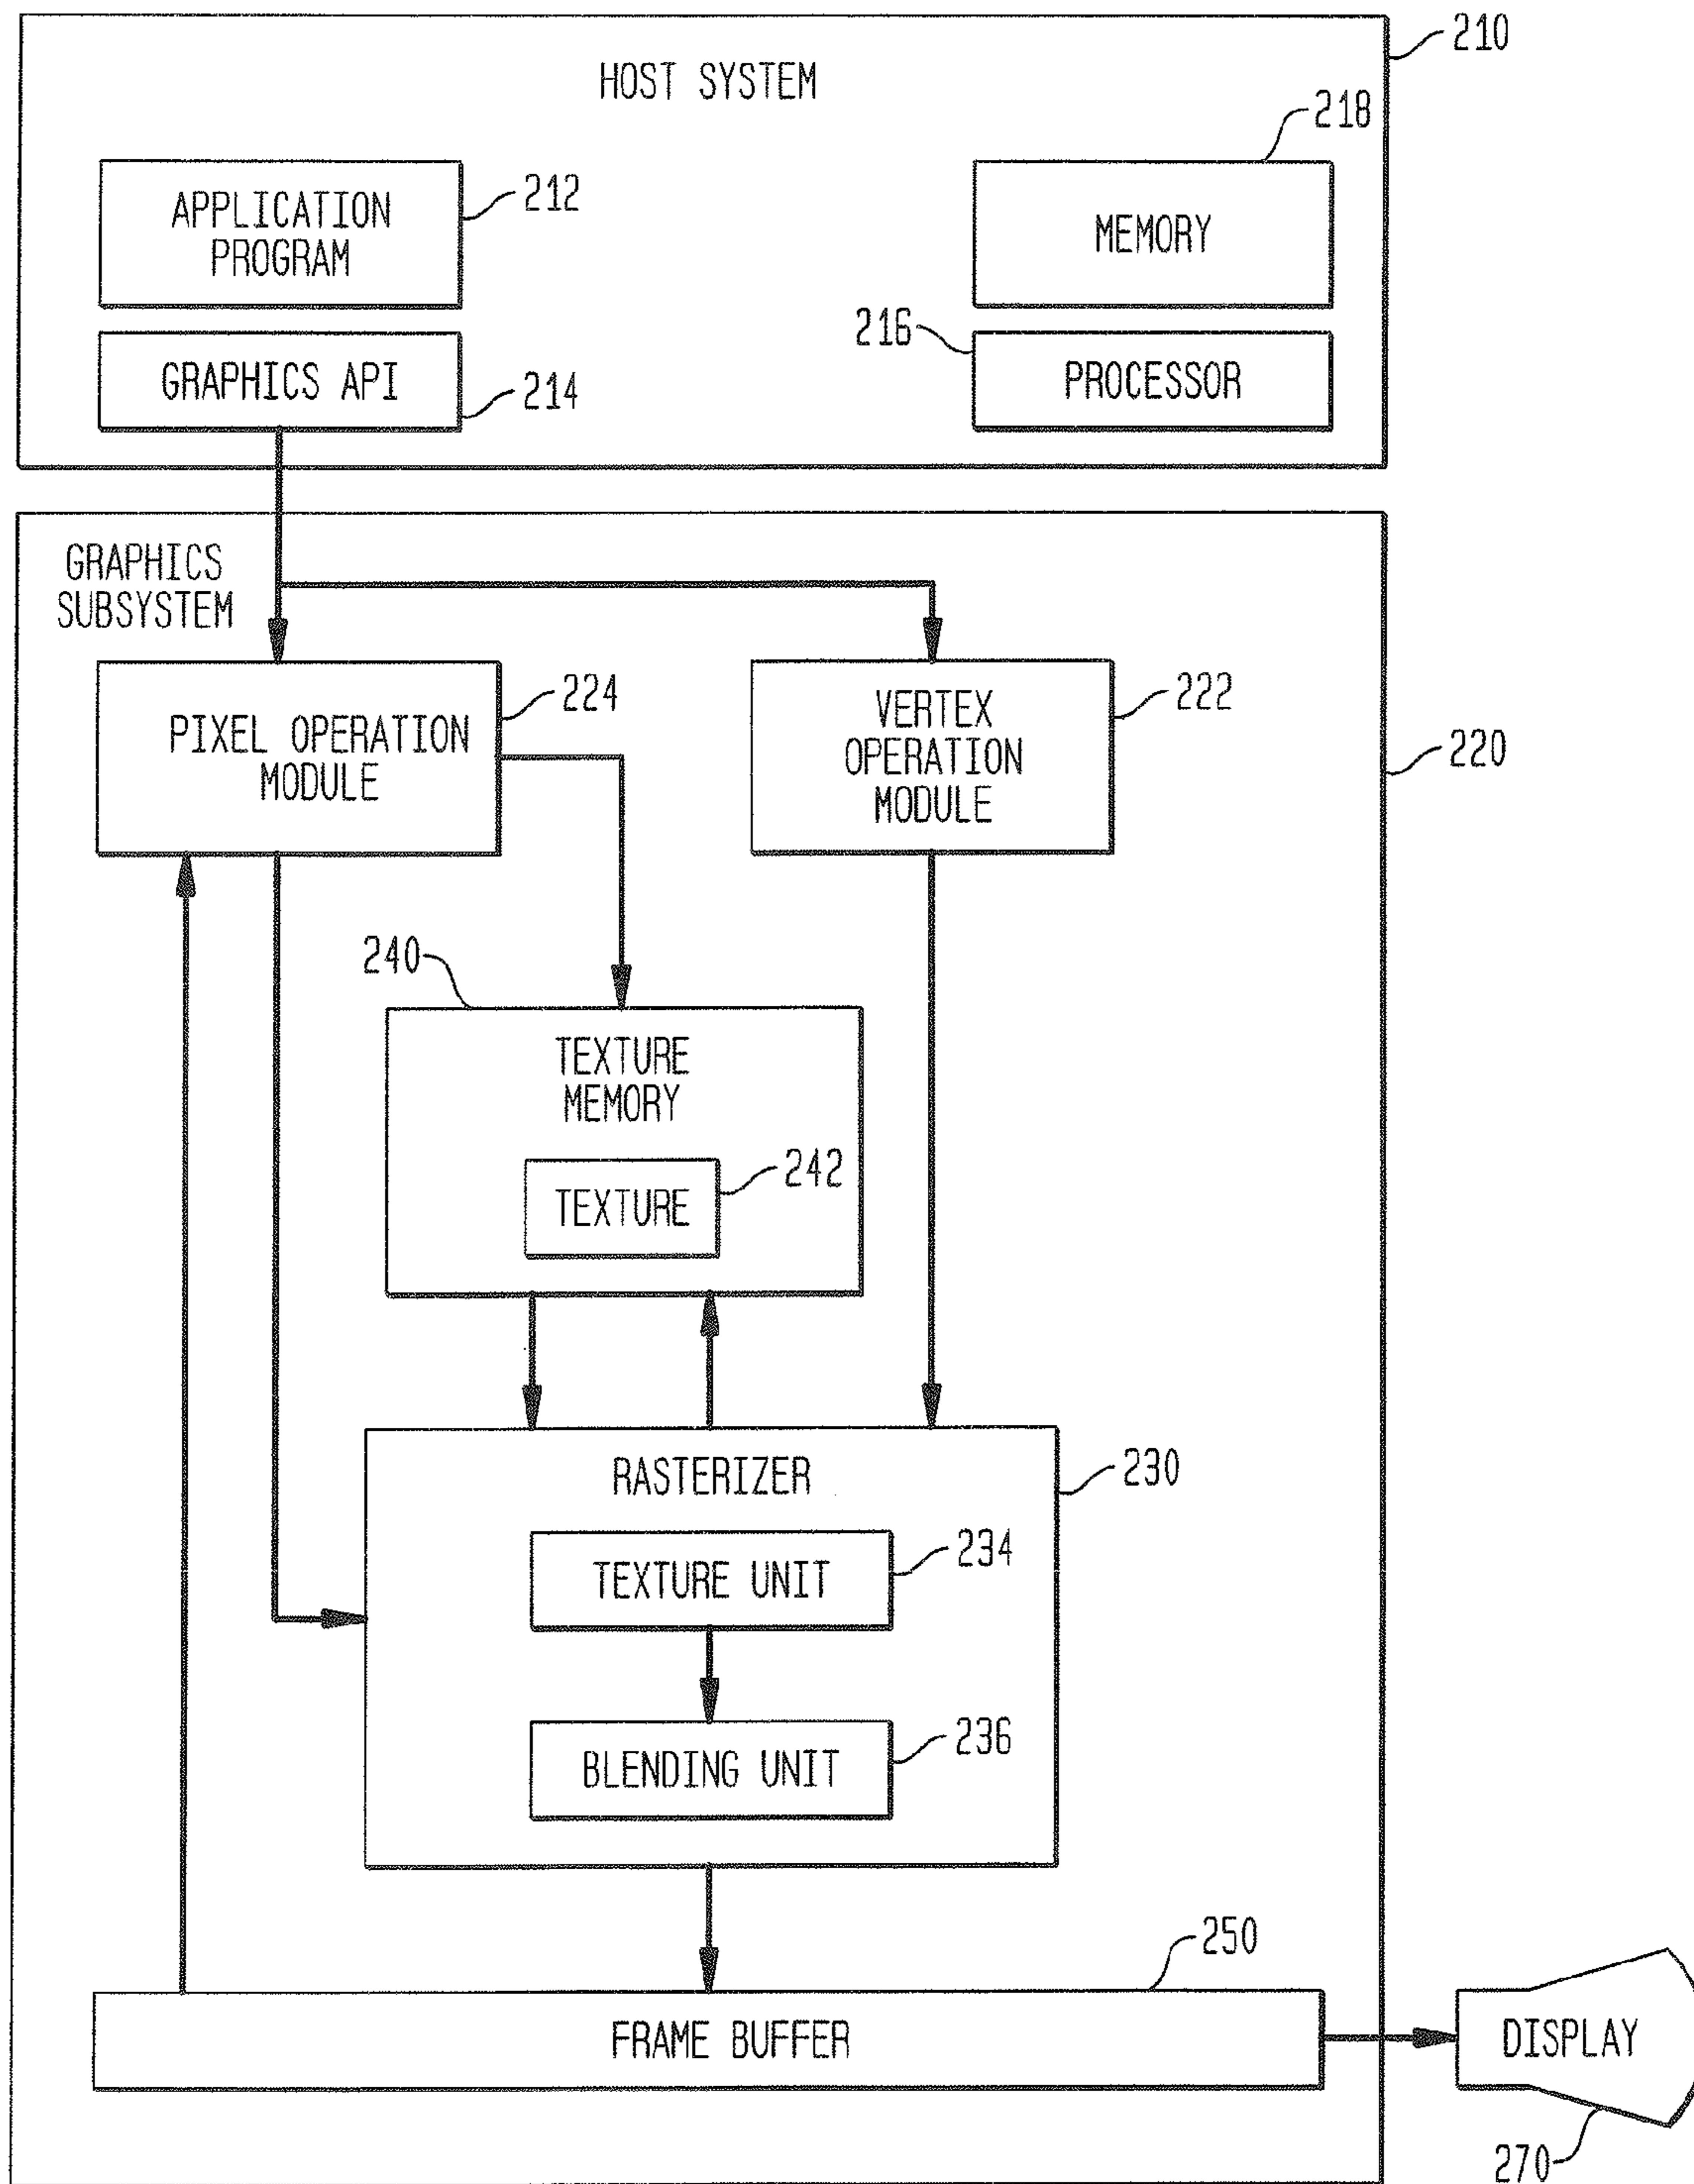 210
HOST SYSTEM
218
APPLICATION
PROGRAM
212
MEMORY
216
GRAPHICS API
214
PROCESSOR
GRAPHICS
SUBSYSTEM
PIXEL OPERATION
MODULE
224
VERTEX
OPERATION
MODULE
222
220
240
TEXTURE
MEMORY
TEXTURE
242
RASTERIZER
230
TEXTURE UNIT
234
BLENDING UNIT
236
250
FRAME BUFFER
DISPLAY
270